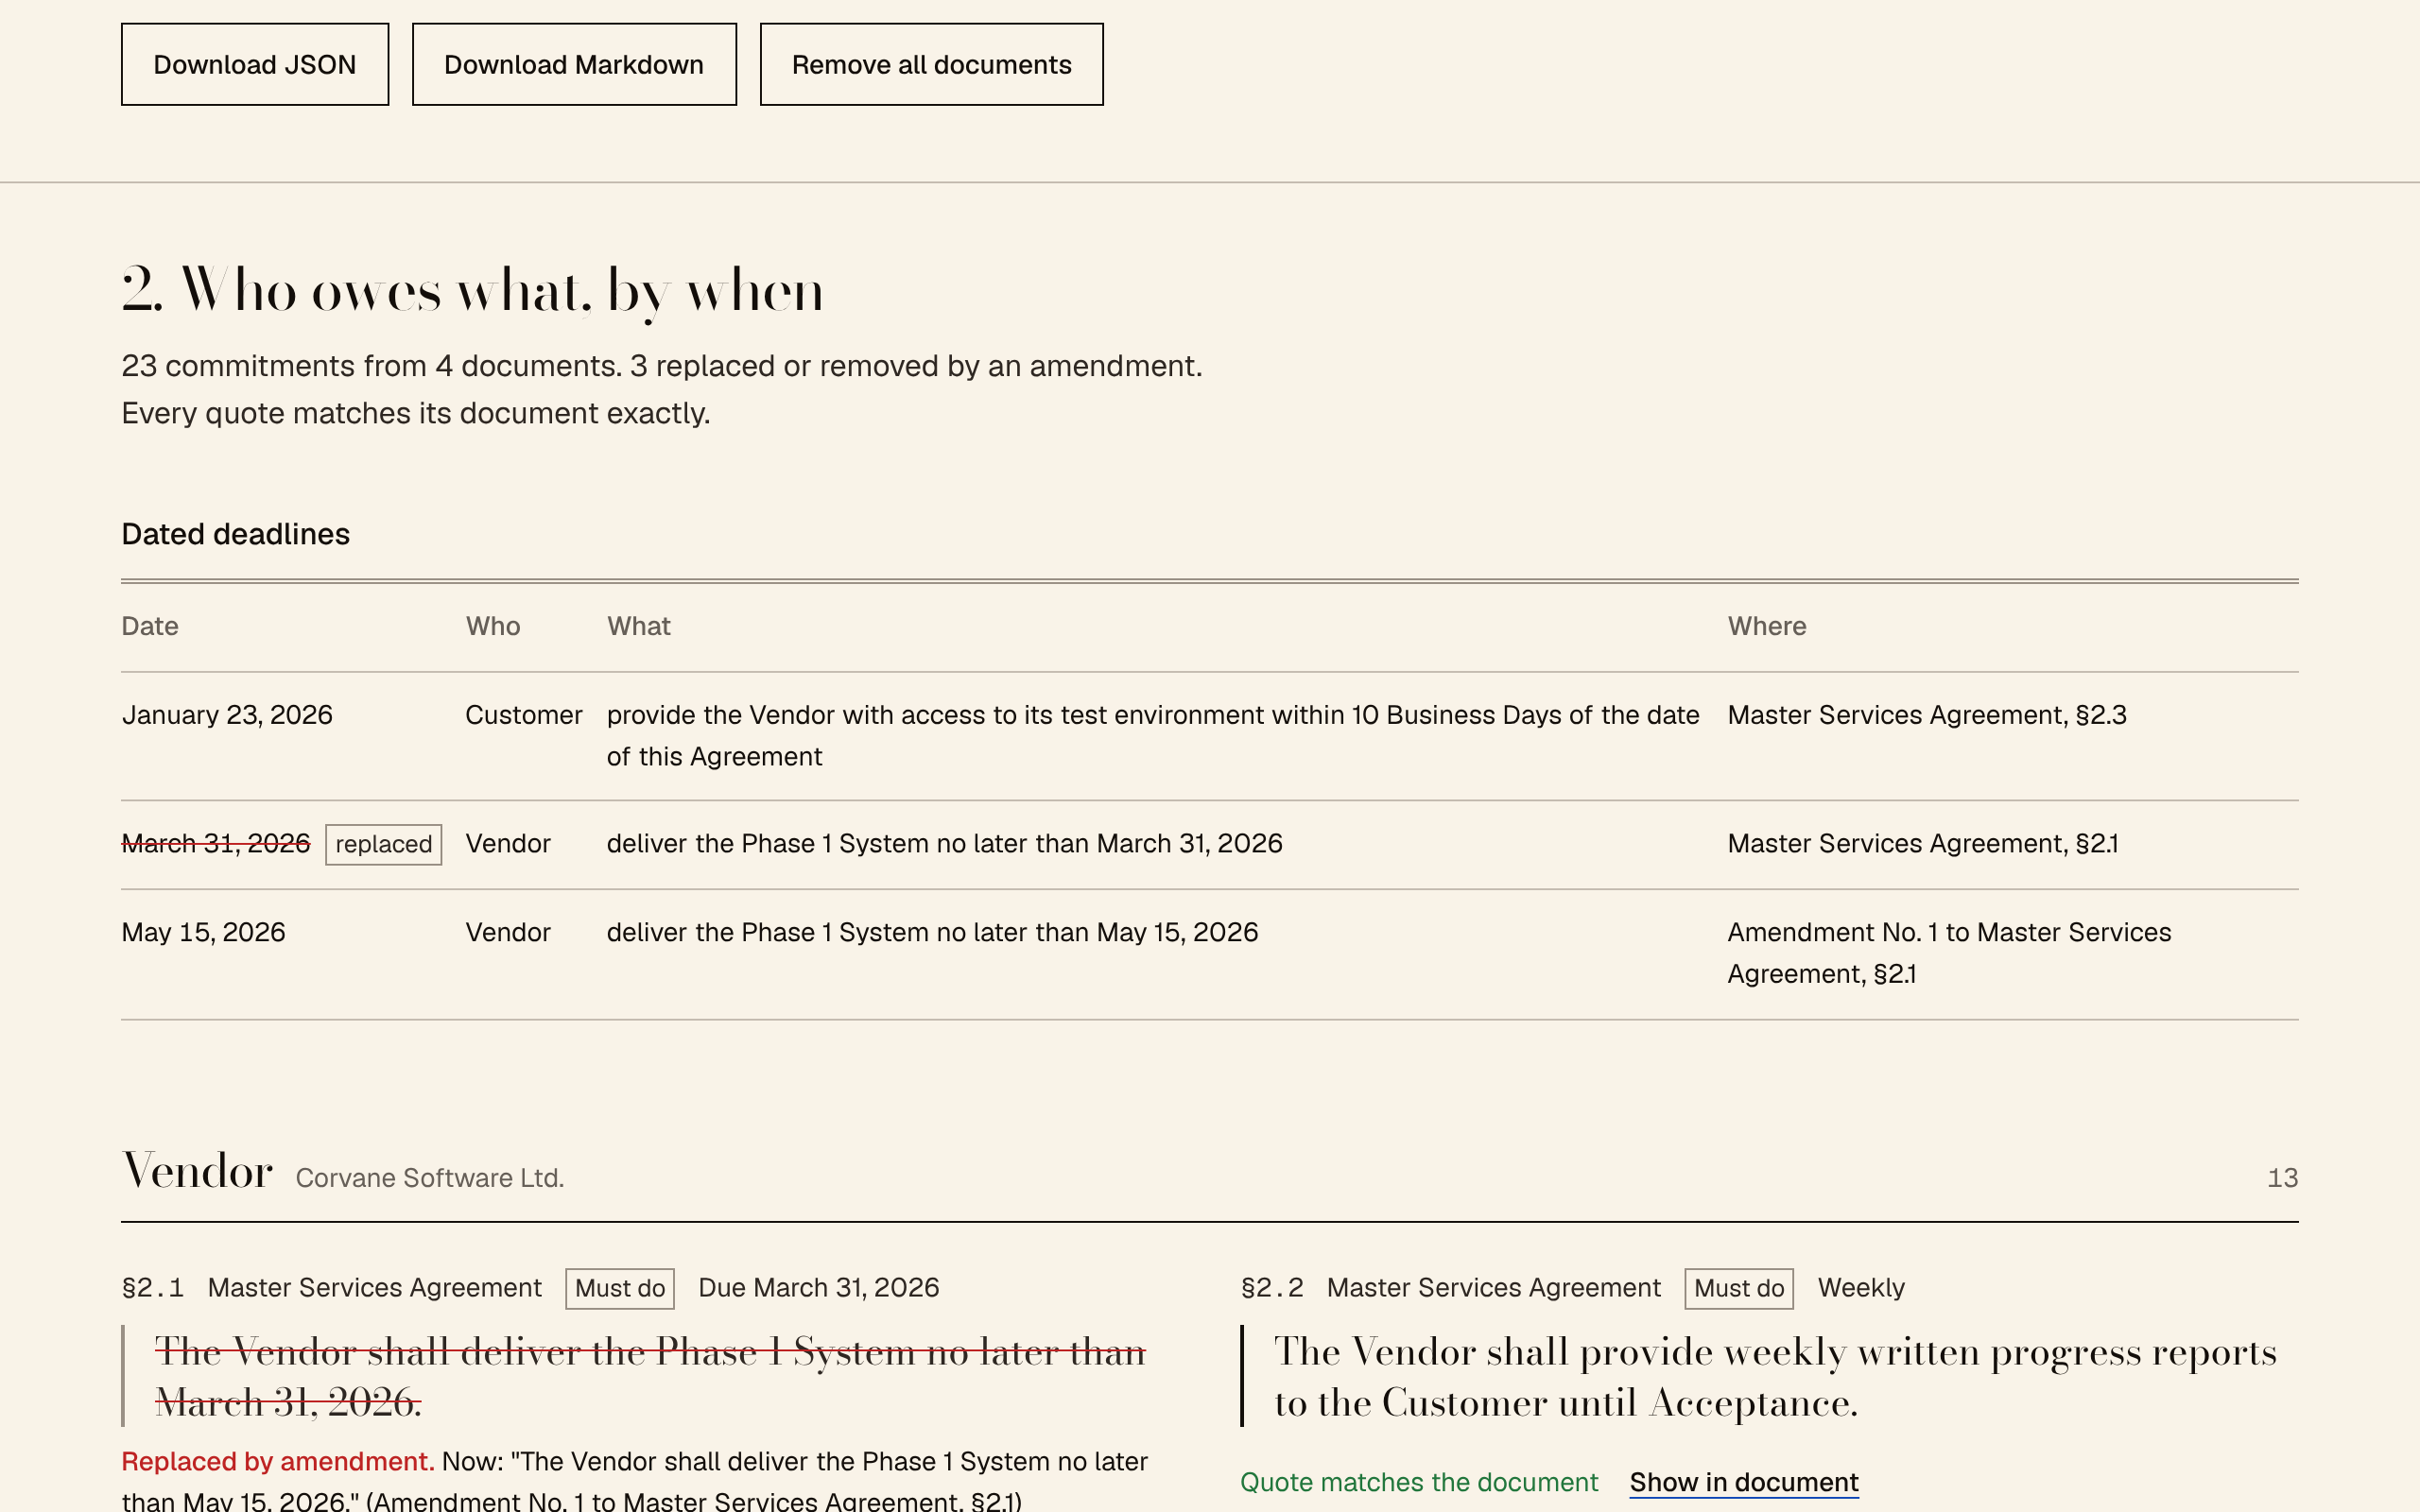 Download JSON
Download Markdown
Remove all documents
2. Who owes what, by when
23 commitments from 4 documents. 3 replaced or removed by an amendment.
Every quote matches its document exactly.
Dated deadlines
Date Who What Where
January 23, 2026 Customer provide the Vendor with access to its test environment within 10 Business Days of the date Master Services Agreement, §2.3
of this Agreement
March 31, 2026 replaced Vendor deliver the Phase 1 System no later than March 31, 2026 Master Services Agreement, §2.1
May 15, 2026 Vendor deliver the Phase 1 System no later than May 15, 2026 Amendment No. 1 to Master Services
Agreement, §2.1
Vendor Corvane Software Ltd. 13
§2.1 Master Services Agreement Must do Due March 31, 2026
The Vendor shall deliver the Phase 1 System no later than
March 31, 2026.
Replaced by amendment. Now: "The Vendor shall deliver the Phase 1 System no later
than May 15, 2026." (Amendment No. 1 to Master Services Agreement, §2.1)
§2.2 Master Services Agreement Must do Weekly
The Vendor shall provide weekly written progress reports
to the Customer until Acceptance.
Quote matches the document Show in document